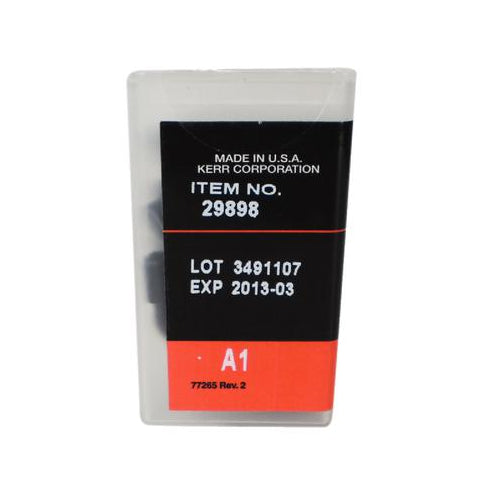 MADE IN U.S.A.
KERR CORPORATION
ITEM NO.
29898
LOT 3491107
EXP 2013-03
A1
77265 Rev. 2